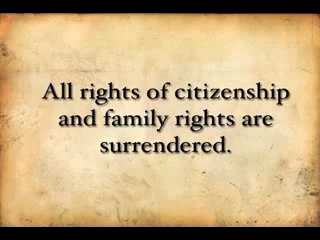 All rights of citizenship
and family rights are
surrendered.